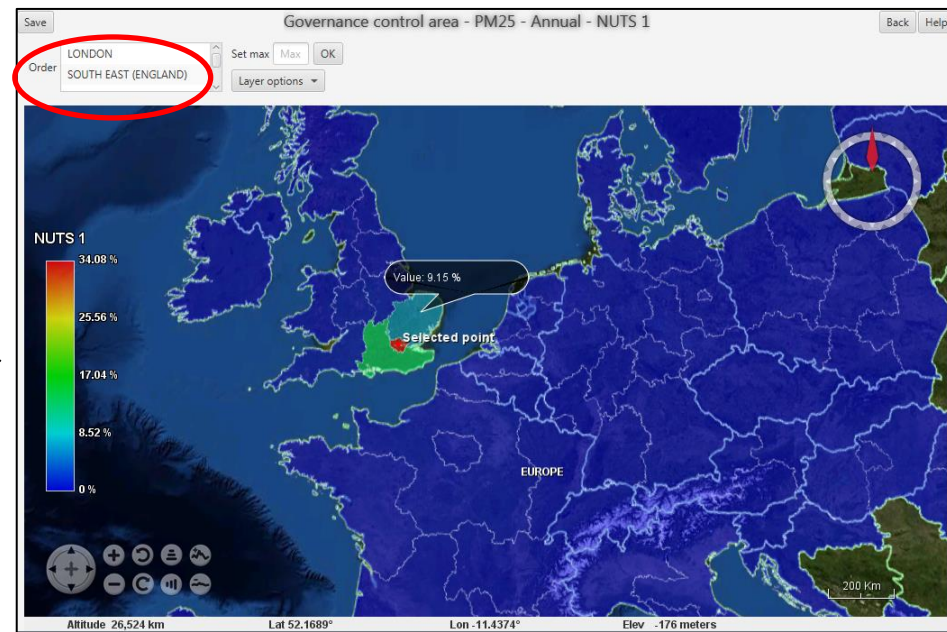 Save
Governance control area - PM25 - Annual - NUTS 1
Back
Help
Order
LONDON
SOUTH EAST (ENGLAND)
Set max
Max
OK
Layer options
NUTS 1
34.08 %
25.56 %
17.04 %
8.52 %
0 %
Value: 9.15 %
Selected point
EUROPE
200 Km
Altitude 26,524 km
Lat 52.1689°
Lon -11.4374°
Elev -176 meters